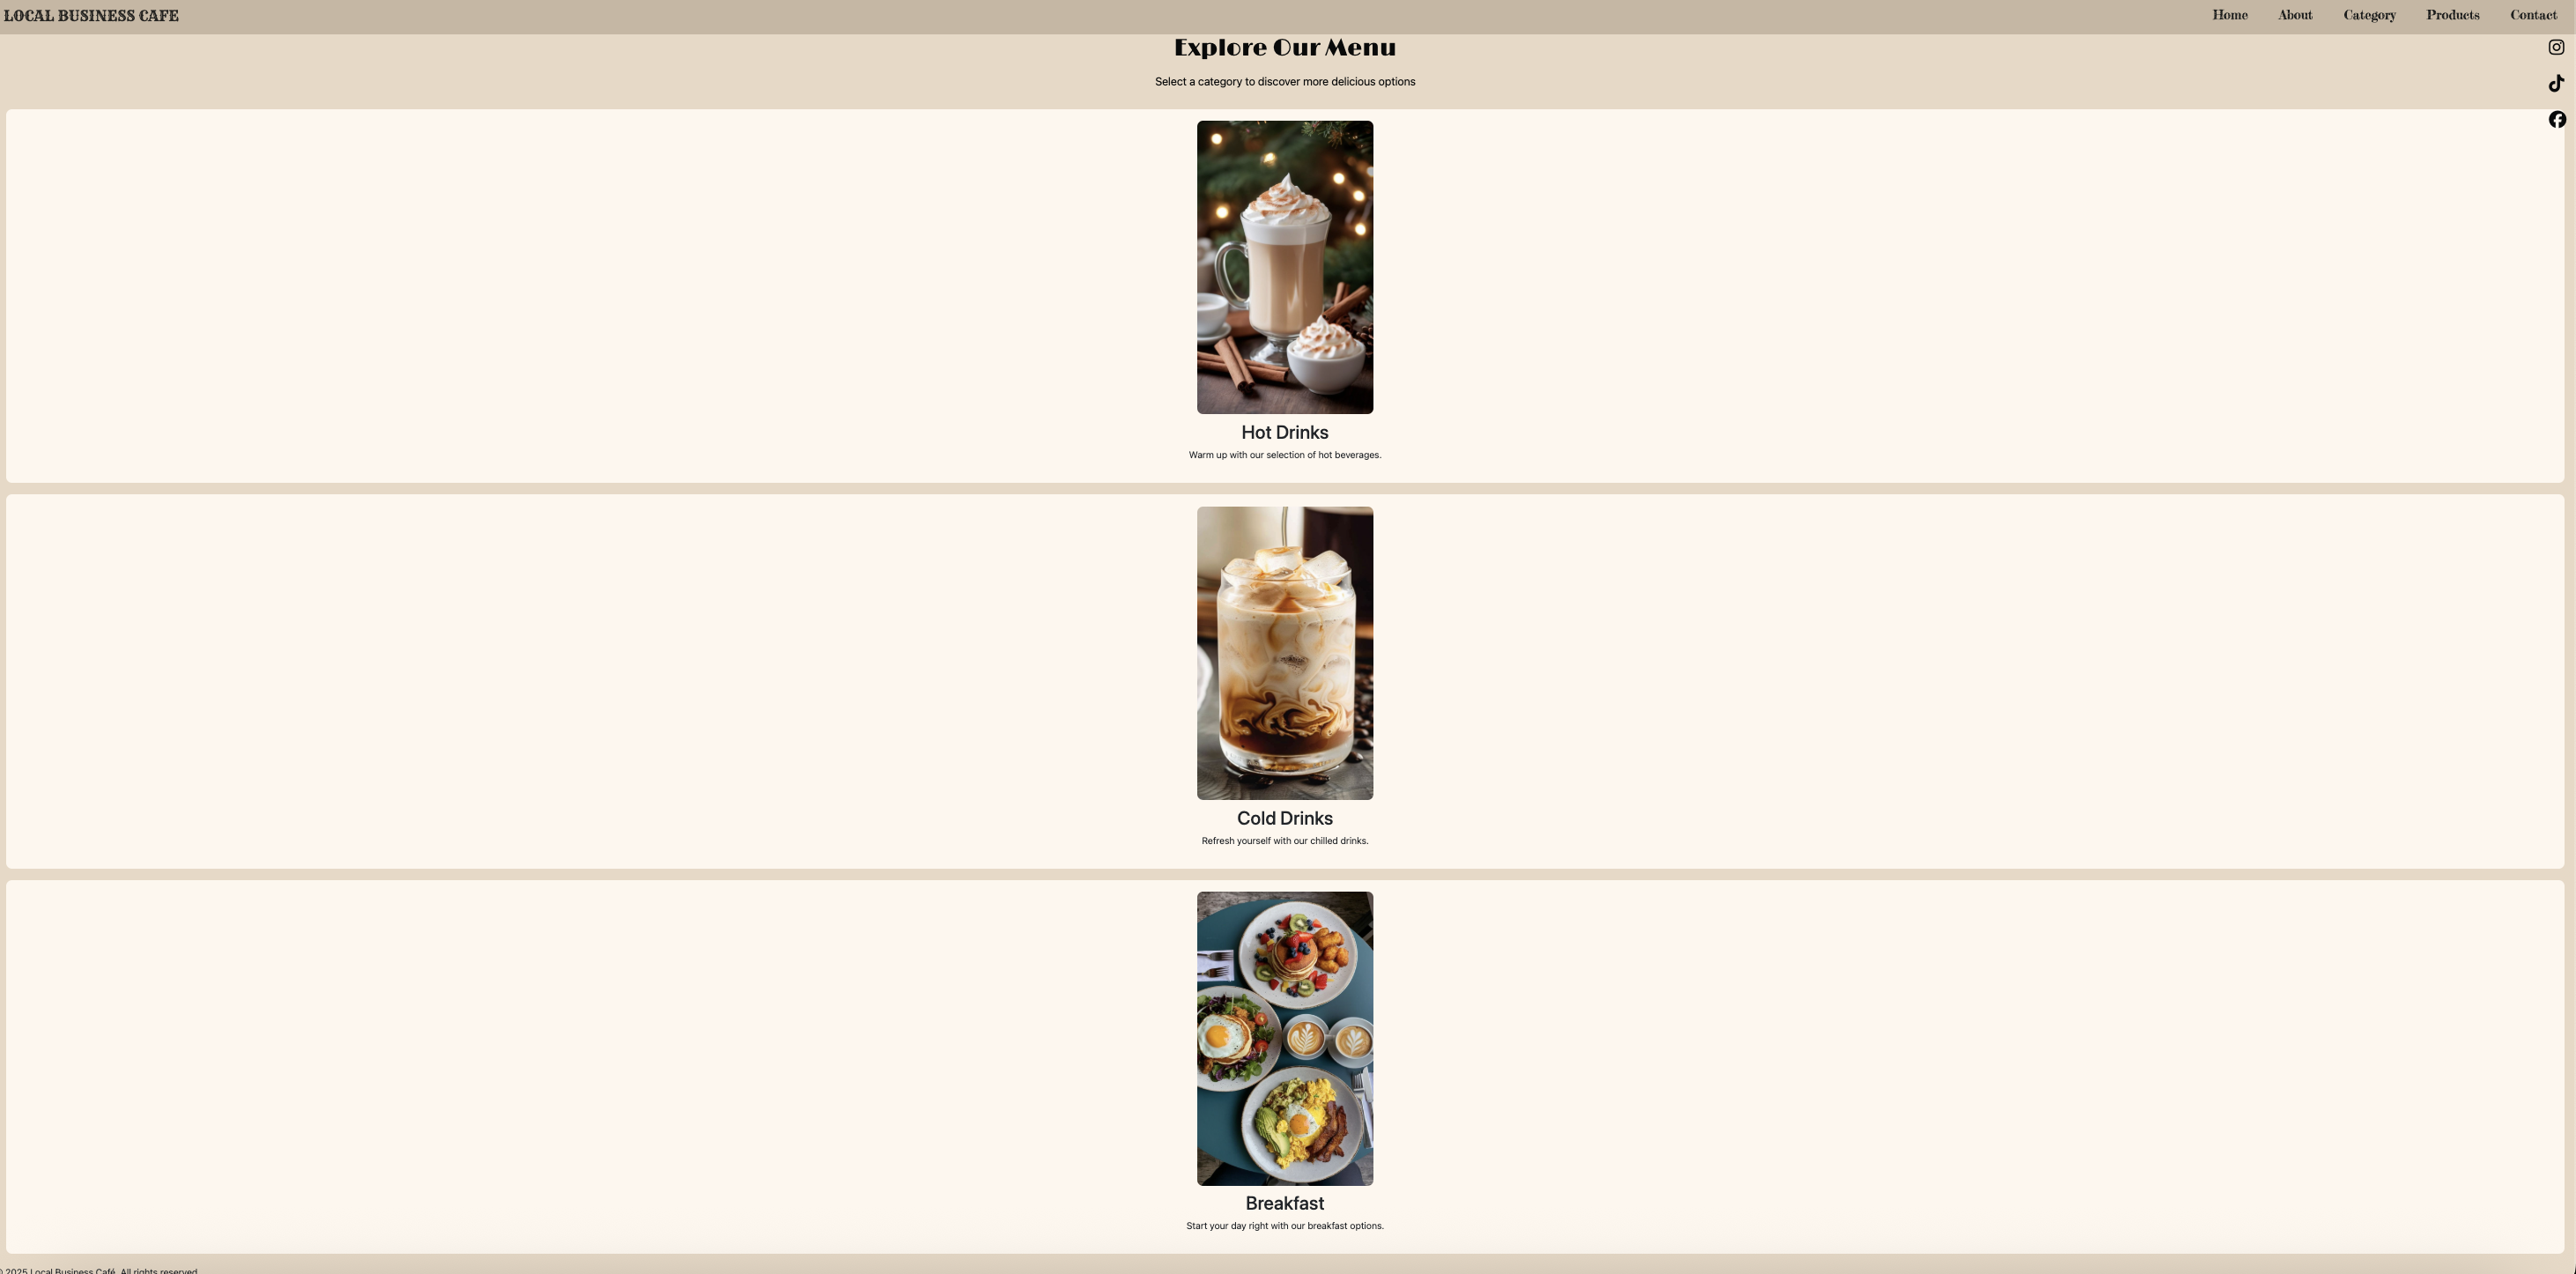 LOCAL BUSINESS CAFE
Home About Category Products Contact
Explore Our Menu
Select a category to discover more delicious options
Hot Drinks
Warm up with our selection of hot beverages.
Cold Drinks
Refresh yourself with our chilled drinks.
Breakfast
Start your day right with our breakfast options.
© 2025 Local Business Café. All rights reserved